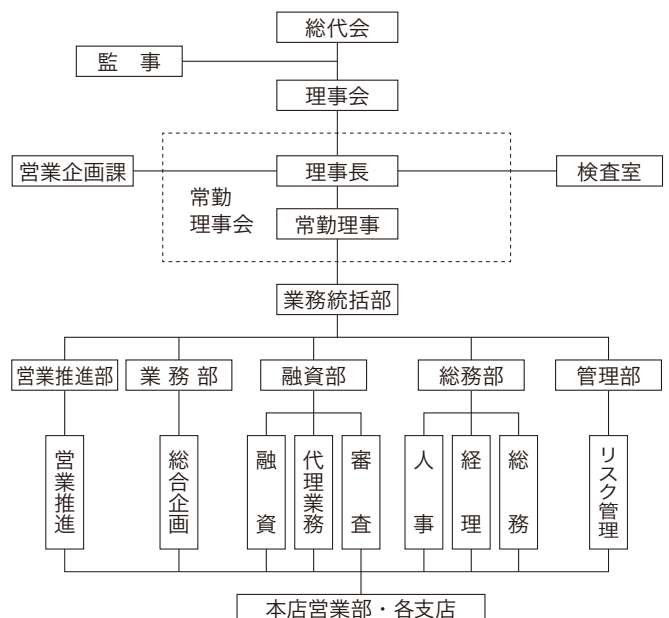 総代会
監　事
理事会
営業企画課
理事長
検査室
常勤
理事会
常勤理事
業務統括部
営業推進部
業 務 部
融資部
総務部
管理部
営業推進
総合企画
融　資
代理業務
審　査
人　事
経　理
総　務
リスク管理
本店営業部・各支店